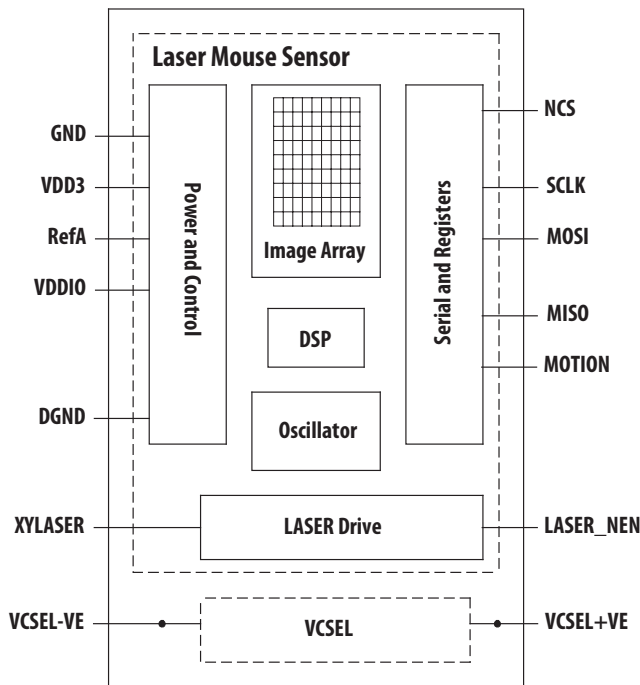 Laser Mouse Sensor
GND
VDD3
RefA
VDDIO
DGND
Power and Control
Image Array
DSP
Oscillator
Serial and Registers
NCS
SCLK
MOSI
MISO
MOTION
XYLASER
LASER Drive
LASER_NEN
VCSEL-VE
VCSEL
VCSEL+VE